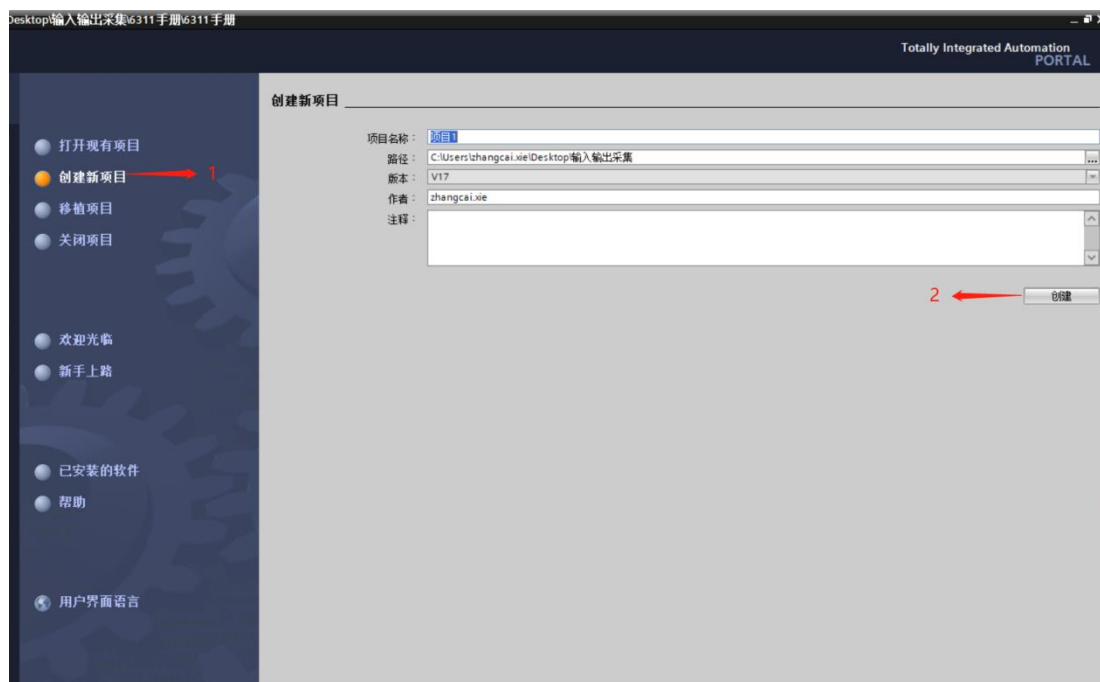 Desktop\输入输出采集\6311手册\6311手册
Totally Integrated Automation
PORTAL
打开现有项目
创建新项目
1
移植项目
关闭项目
欢迎光临
新手上路
已安装的软件
帮助
用户界面语言
创建新项目
项目名称：
项目1
路径：
C:\Users\zhangcai.xie\Desktop\输入输出采集
...
版本：
V17
作者：
zhangcai.xie
注释：
2
创建